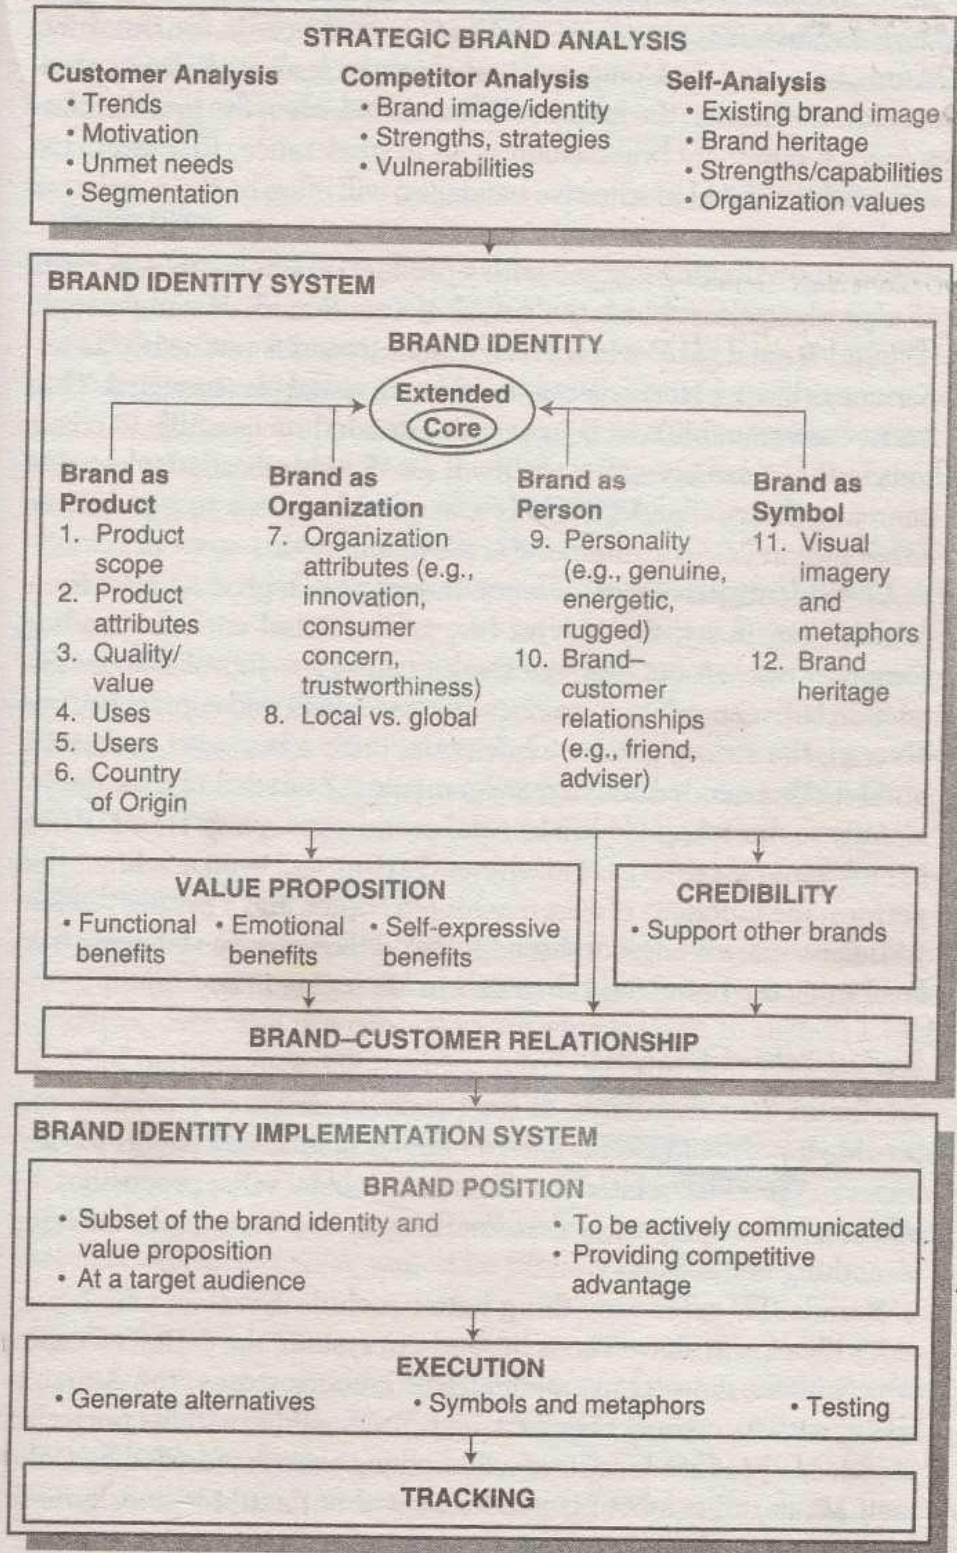 STRATEGIC BRAND ANALYSIS
Customer Analysis
• Trends
• Motivation
• Unmet needs
• Segmentation
Competitor Analysis
• Brand image/identity
• Strengths, strategies
• Vulnerabilities
Self-Analysis
• Existing brand image
• Brand heritage
• Strengths/capabilities
• Organization values
BRAND IDENTITY SYSTEM
BRAND IDENTITY
Extended
Core
Brand as
Product
1. Product
scope
2. Product
attributes
3. Quality/
value
4. Uses
5. Users
6. Country
of Origin
Brand as
Organization
7. Organization
attributes (e.g.,
innovation,
consumer
concern,
trustworthiness)
8. Local vs. global
Brand as
Person
9. Personality
(e.g., genuine,
energetic,
rugged)
10. Brand–
customer
relationships
(e.g., friend,
adviser)
Brand as
Symbol
11. Visual
imagery
and
metaphors
12. Brand
heritage
VALUE PROPOSITION
• Functional
benefits
• Emotional
benefits
• Self-expressive
benefits
CREDIBILITY
• Support other brands
BRAND–CUSTOMER RELATIONSHIP
BRAND IDENTITY IMPLEMENTATION SYSTEM
BRAND POSITION
• Subset of the brand identity and
value proposition
• At a target audience
• To be actively communicated
• Providing competitive
advantage
EXECUTION
• Generate alternatives
• Symbols and metaphors
• Testing
TRACKING